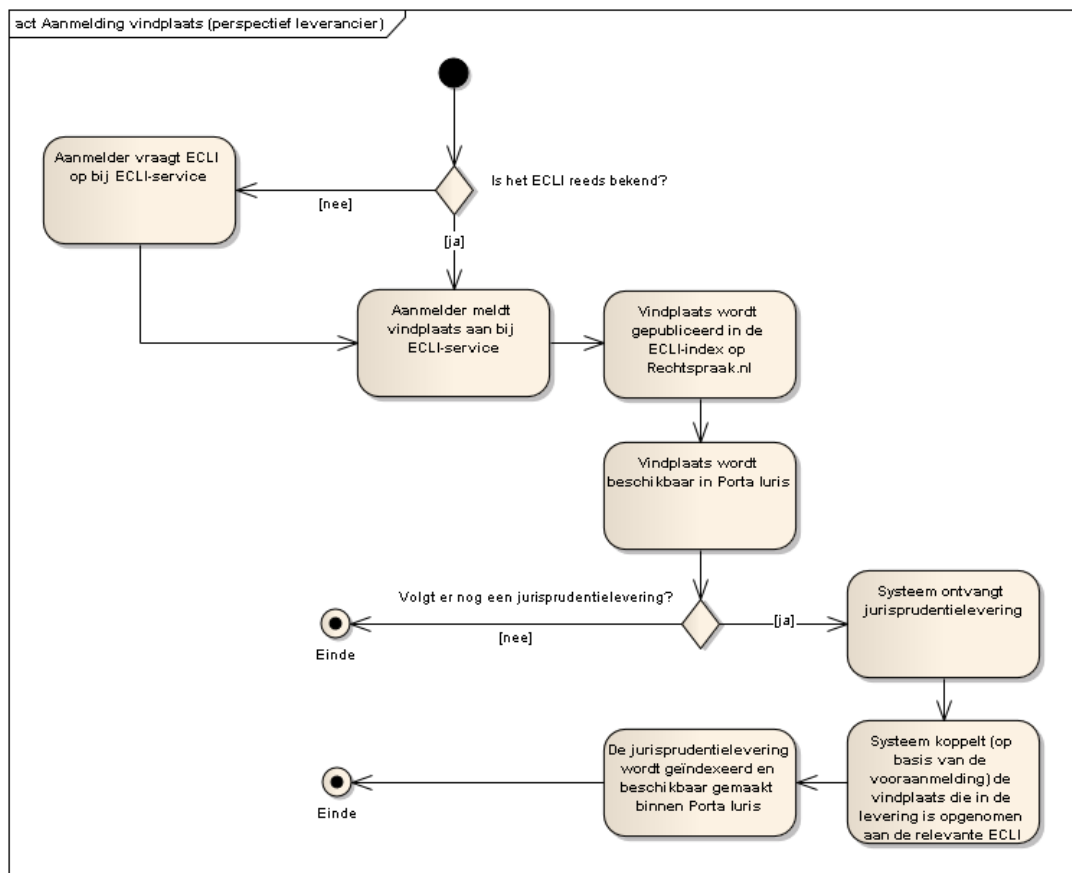 act Aanmelding vindplaats (perspectief leverancier)
Aanmelder vraagt ECLI
op bij ECLI-service
Is het ECLI reeds bekend?
[nee]
[ja]
Aanmelder meldt
vindplaats aan bij
ECLI-service
Vindplaats wordt
gepubliceerd in de
ECLI-index op
Rechtspraak.nl
Vindplaats wordt
beschikbaar in Porta Iuris
Volgt er nog een jurisprudentielevering?
[nee]
[ja]
Einde
Systeem ontvangt
jurisprudentielevering
Systeem koppelt (op
basis van de
vooraanmelding) de
vindplaats die in de
levering is opgenomen
aan de relevante ECLI
De jurisprudentielevering
wordt geïndexeerd en
beschikbaar gemaakt
binnen Porta Iuris
Einde